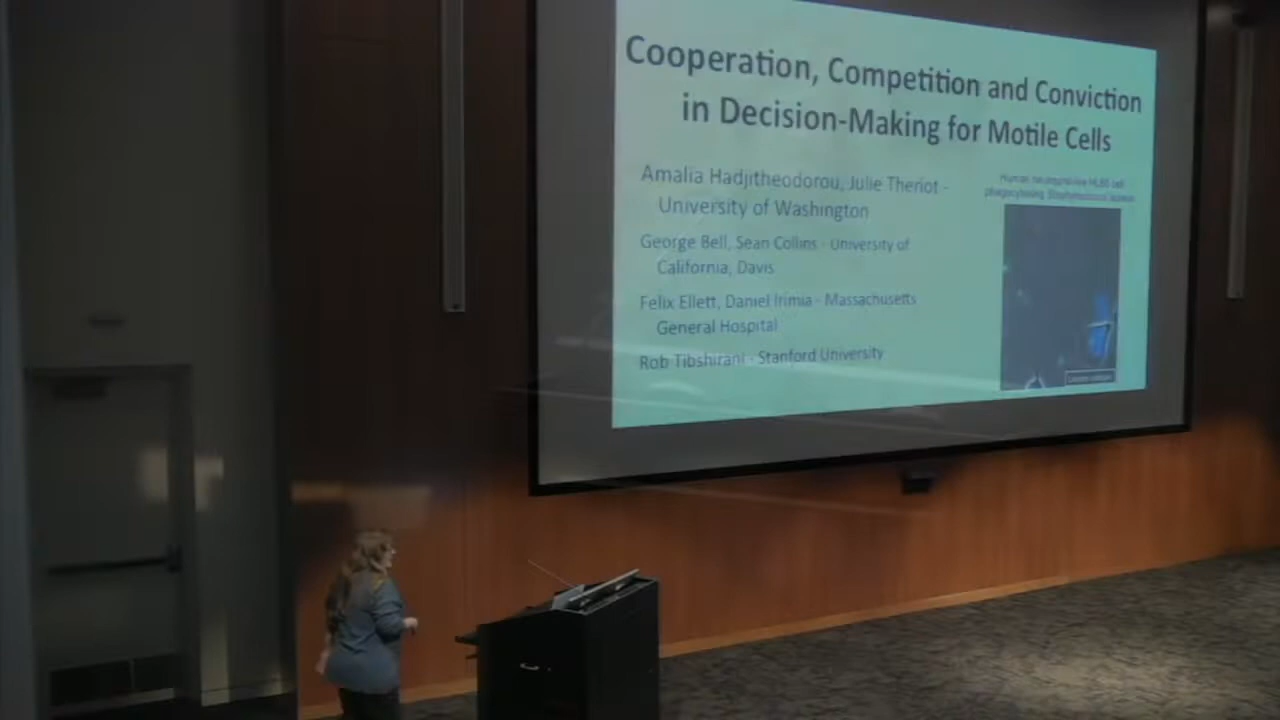 Cooperation, Competition and Conviction
in Decision-Making for Motile Cells
Amalia Hadjitheodorou, Julie Theriot -
University of Washington
George Bell, Sean Collins - University of
California, Davis
Felix Ellett, Daniel Irimia - Massachusetts
General Hospital
Rob Tibshirani - Stanford University
Human neutrophil-like HL60 cell
phagocytosing Staphylococcus aureus